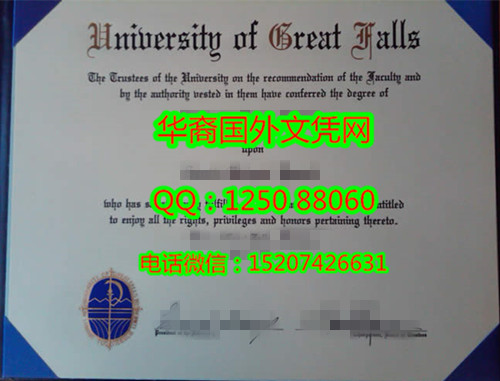 University of Great Falls
The Trustees of the University on the recommendation of the Faculty and
by the authority vested in them have conferred the degree of
华裔国外文凭网
upon
QQ：1250 88060
who has
to enjoy all the rights, privileges and honors pertaining thereto.
电话微信：15207426631